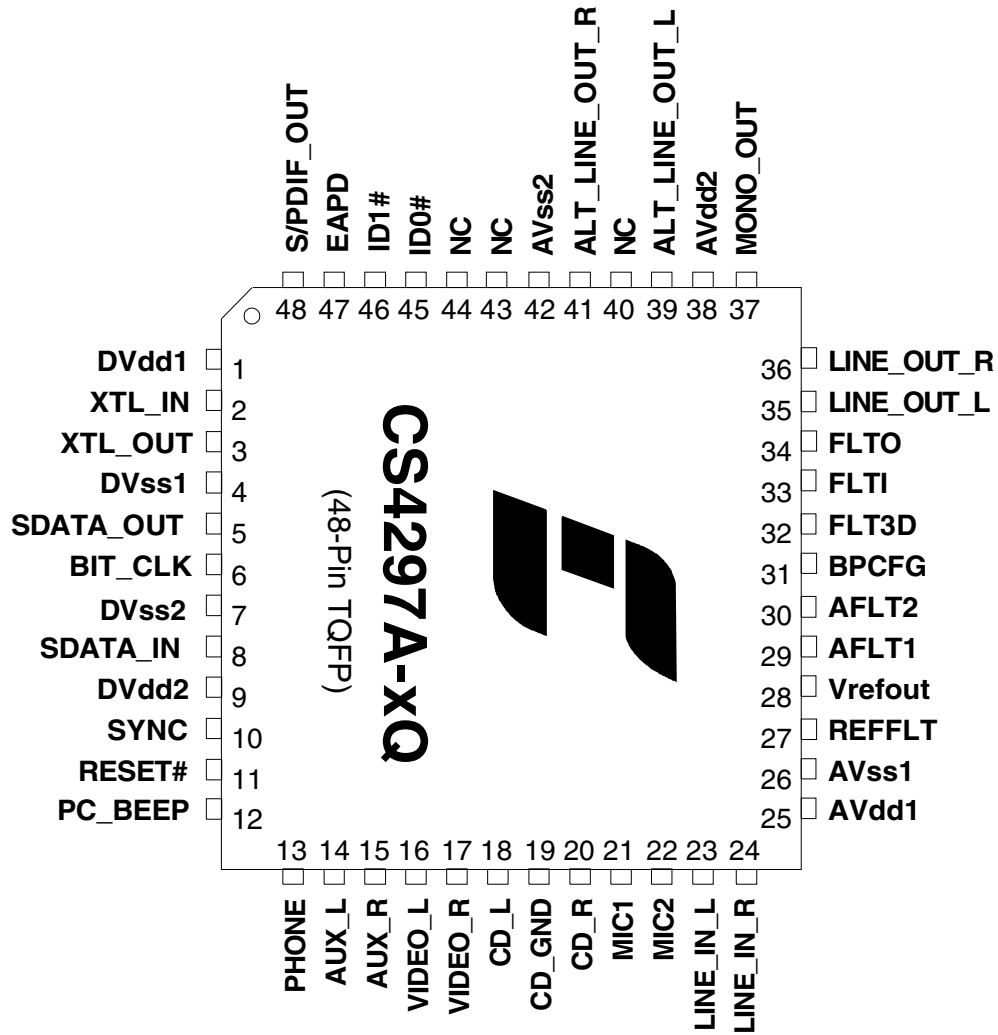 S/PDIF_OUT
EAPD
ID1#
ID0#
NC
NC
AVss2
ALT_LINE_OUT_R
NC
ALT_LINE_OUT_L
AVdd2
MONO_OUT
48 47 46 45 44 43 42 41 40 39 38 37
DVdd1 1
XTL_IN 2
XTL_OUT 3
DVss1 4
SDATA_OUT 5
BIT_CLK 6
DVss2 7
SDATA_IN 8
DVdd2 9
SYNC 10
RESET# 11
PC_BEEP 12
CS4297A-xQ
(48-Pin TQFP)
36 LINE_OUT_R
35 LINE_OUT_L
34 FLTO
33 FLTI
32 FLT3D
31 BPCFG
30 AFLT2
29 AFLT1
28 Vrefout
27 REFFLT
26 AVss1
25 AVdd1
13 14 15 16 17 18 19 20 21 22 23 24
PHONE
AUX_L
AUX_R
VIDEO_L
VIDEO_R
CD_L
CD_GND
CD_R
MIC1
MIC2
LINE_IN_L
LINE_IN_R